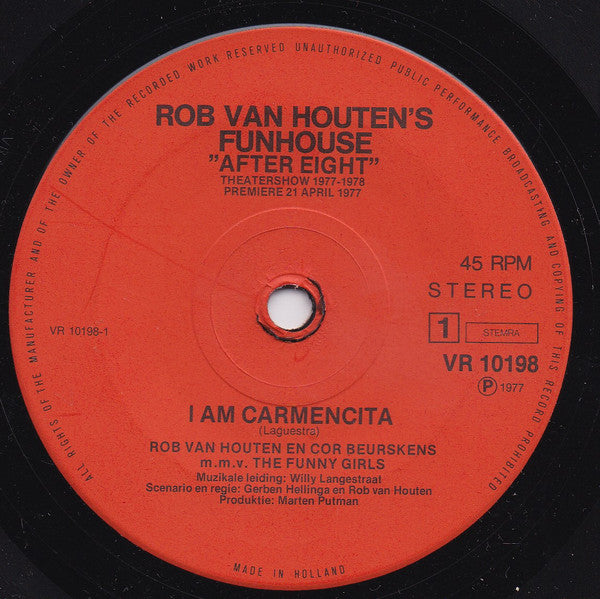 ALL RIGHTS OF THE MANUFACTURER AND OF THE OWNER OF THE RECORDED WORK RESERVED UNAUTHORIZED PUBLIC PERFORMANCE BROADCASTING AND COPYING OF THIS RECORD PROHIBITED
ROB VAN HOUTEN'S
FUNHOUSE
"AFTER EIGHT"
THEATERSHOW 1977-1978
PREMIERE 21 APRIL 1977
45 RPM
STEREO
VR 10198-1
1 STEMRA
VR 10198
Ⓟ 1977
I AM CARMENCITA
(Laguestra)
ROB VAN HOUTEN EN COR BEURSKENS
m.m.v. THE FUNNY GIRLS
Muzikale leiding: Willy Langestraat
Scenario en regie: Gerben Hellinga en Rob van Houten
Produktie: Marten Putman
MADE IN HOLLAND